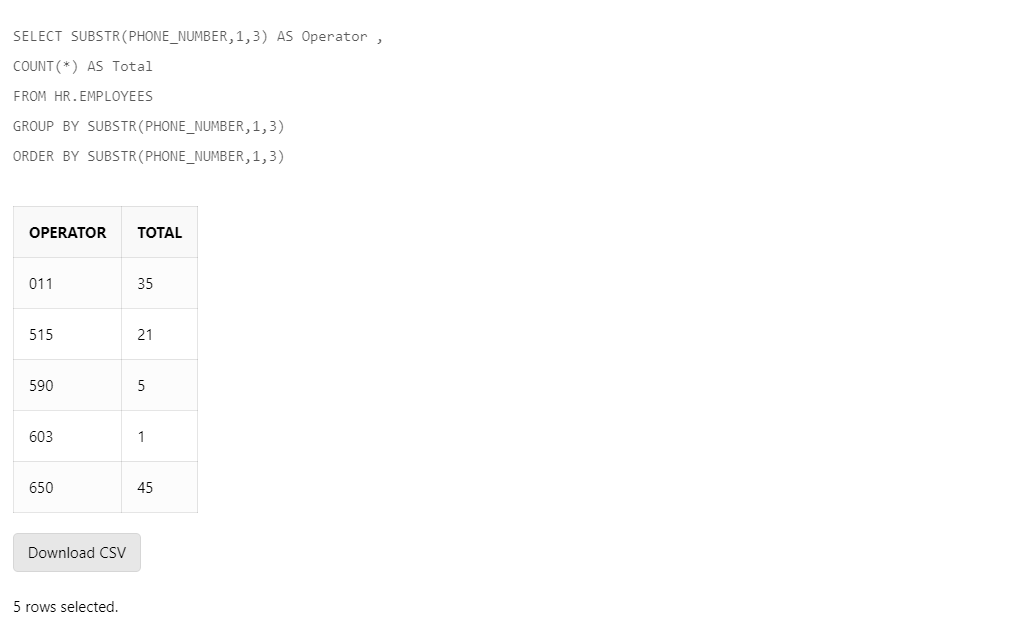 SELECT SUBSTR(PHONE_NUMBER,1,3) AS Operator ,
COUNT(*) AS Total
FROM HR.EMPLOYEES
GROUP BY SUBSTR(PHONE_NUMBER,1,3)
ORDER BY SUBSTR(PHONE_NUMBER,1,3)
OPERATOR TOTAL
011 35
515 21
590 5
603 1
650 45
Download CSV
5 rows selected.